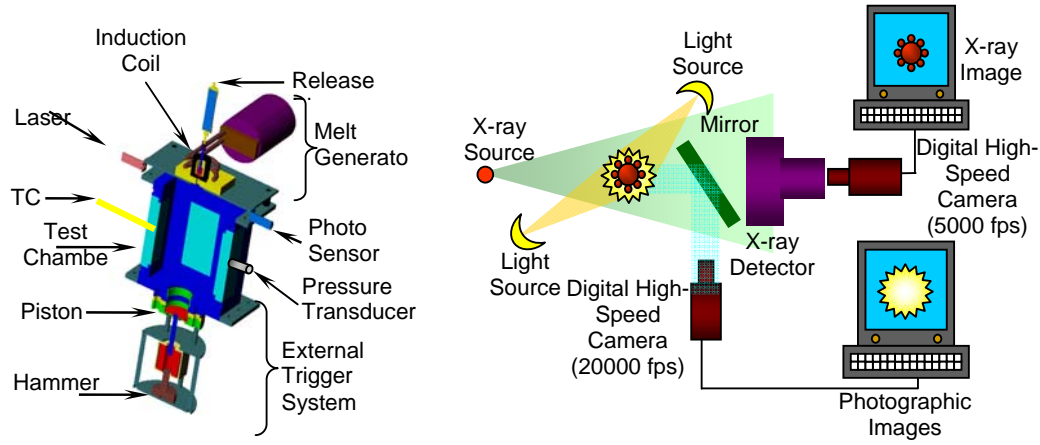 Induction
Coil
Release
Laser
Melt
Generato
TC
Test
Chambe
Photo
Sensor
Pressure
Transducer
Piston
External
Trigger
System
Hammer
Light
Source
X-ray
Image
Mirror
X-ray
Source
Digital High-
Speed
Camera
(5000 fps)
X-ray
Detector
Light
Source
Digital High-
Speed
Camera
(20000 fps)
Photographic
Images